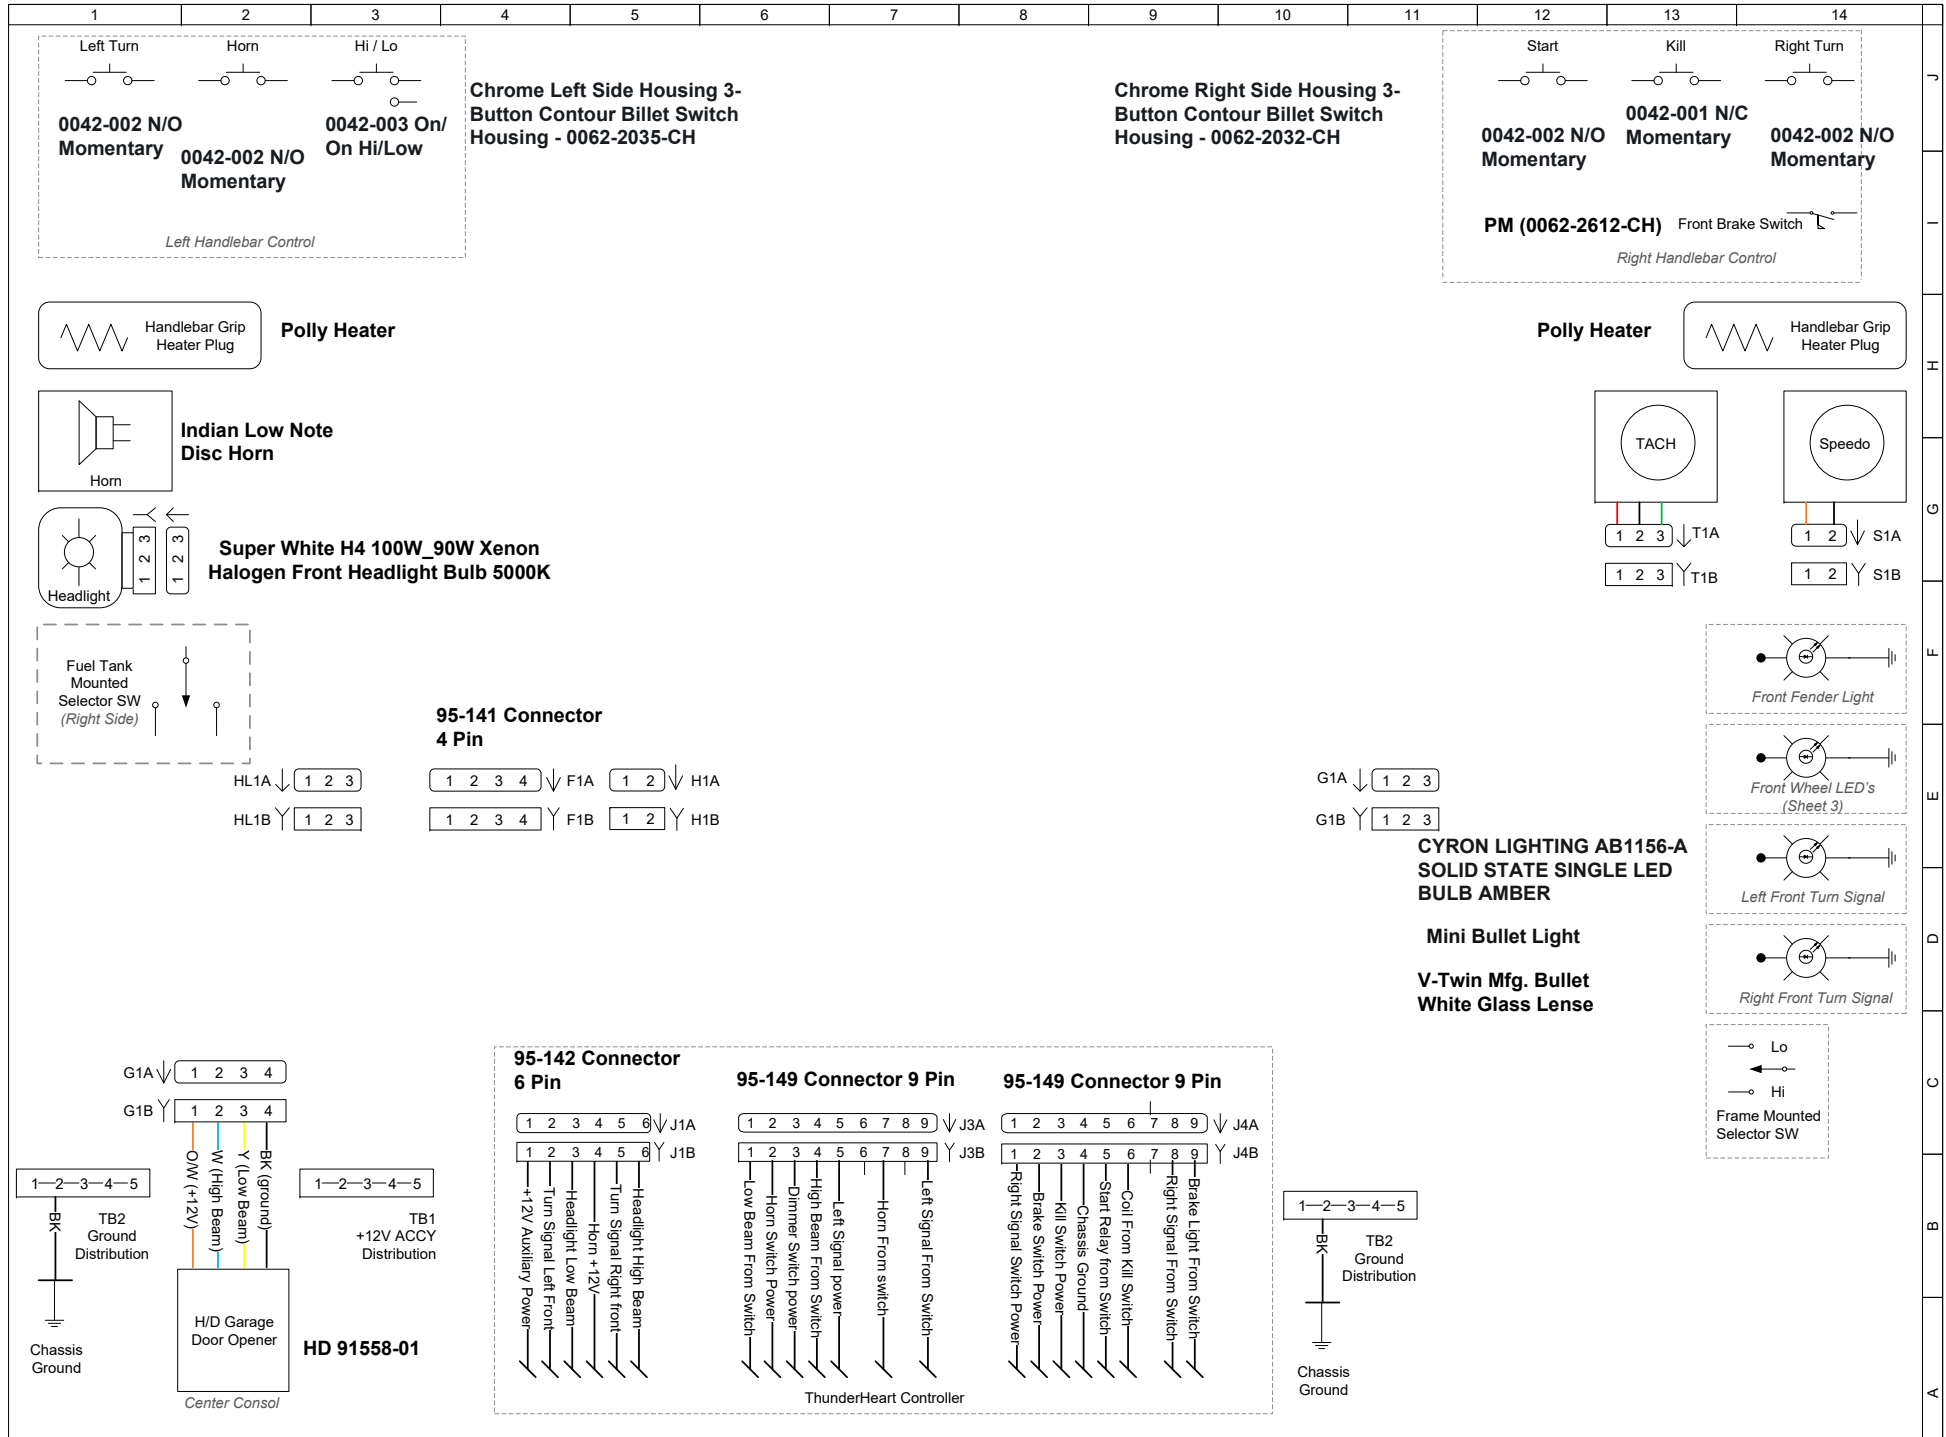 1 2 3 4 5 6 7 8 9 10 11 12 13 14
J
I
H
G
F
E
D
C
B
A
Left Turn
Horn
Hi / Lo
0042-002 N/O
Momentary
0042-002 N/O
Momentary
0042-003 On/
On Hi/Low
Left Handlebar Control
Chrome Left Side Housing 3-
Button Contour Billet Switch
Housing - 0062-2035-CH
Chrome Right Side Housing 3-
Button Contour Billet Switch
Housing - 0062-2032-CH
Start
Kill
Right Turn
0042-002 N/O
Momentary
0042-001 N/C
Momentary
0042-002 N/O
Momentary
PM (0062-2612-CH)
Front Brake Switch
Right Handlebar Control
Handlebar Grip
Heater Plug
Polly Heater
Polly Heater
Handlebar Grip
Heater Plug
Horn
Indian Low Note
Disc Horn
TACH
1 2 3 T1A
1 2 3 T1B
Speedo
1 2 S1A
1 2 S1B
Headlight
1 2 3
1 2 3
Super White H4 100W_90W Xenon
Halogen Front Headlight Bulb 5000K
Fuel Tank
Mounted
Selector SW
(Right Side)
95-141 Connector
4 Pin
HL1A 1 2 3
HL1B 1 2 3
1 2 3 4 F1A
1 2 3 4 F1B
1 2 H1A
1 2 H1B
G1A 1 2 3
G1B 1 2 3
Front Fender Light
Front Wheel LED's
(Sheet 3)
Left Front Turn Signal
Right Front Turn Signal
CYRON LIGHTING AB1156-A
SOLID STATE SINGLE LED
BULB AMBER
Mini Bullet Light
V-Twin Mfg. Bullet
White Glass Lense
Lo
Hi
Frame Mounted
Selector SW
G1A 1 2 3 4
G1B 1 2 3 4
O/W (+12V)
W (High Beam)
Y (Low Beam)
BK (ground)
H/D Garage
Door Opener
HD 91558-01
Center Consol
1 2 3 4 5
BK
TB2
Ground
Distribution
Chassis
Ground
1 2 3 4 5
TB1
+12V ACCY
Distribution
95-142 Connector
6 Pin
1 2 3 4 5 6 J1A
1 2 3 4 5 6 J1B
+12V Auxiliary Power
Turn Signal Left Front
Headlight Low Beam
Horn +12V
Turn Signal Right front
Headlight High Beam
95-149 Connector 9 Pin
1 2 3 4 5 6 7 8 9 J3A
1 2 3 4 5 6 7 8 9 J3B
Low Beam From Switch
Horn Switch Power
Dimmer Switch power
High Beam From Switch
Left Signal power
Horn From switch
Left Signal From Switch
95-149 Connector 9 Pin
1 2 3 4 5 6 7 8 9 J4A
1 2 3 4 5 6 7 8 9 J4B
Right Signal Switch Power
Brake Switch Power
Kill Switch Power
Chassis Ground
Start Relay from Switch
Coil From Kill Switch
Right Signal From Switch
Brake Light From Switch
ThunderHeart Controller
1 2 3 4 5
BK
TB2
Ground
Distribution
Chassis
Ground